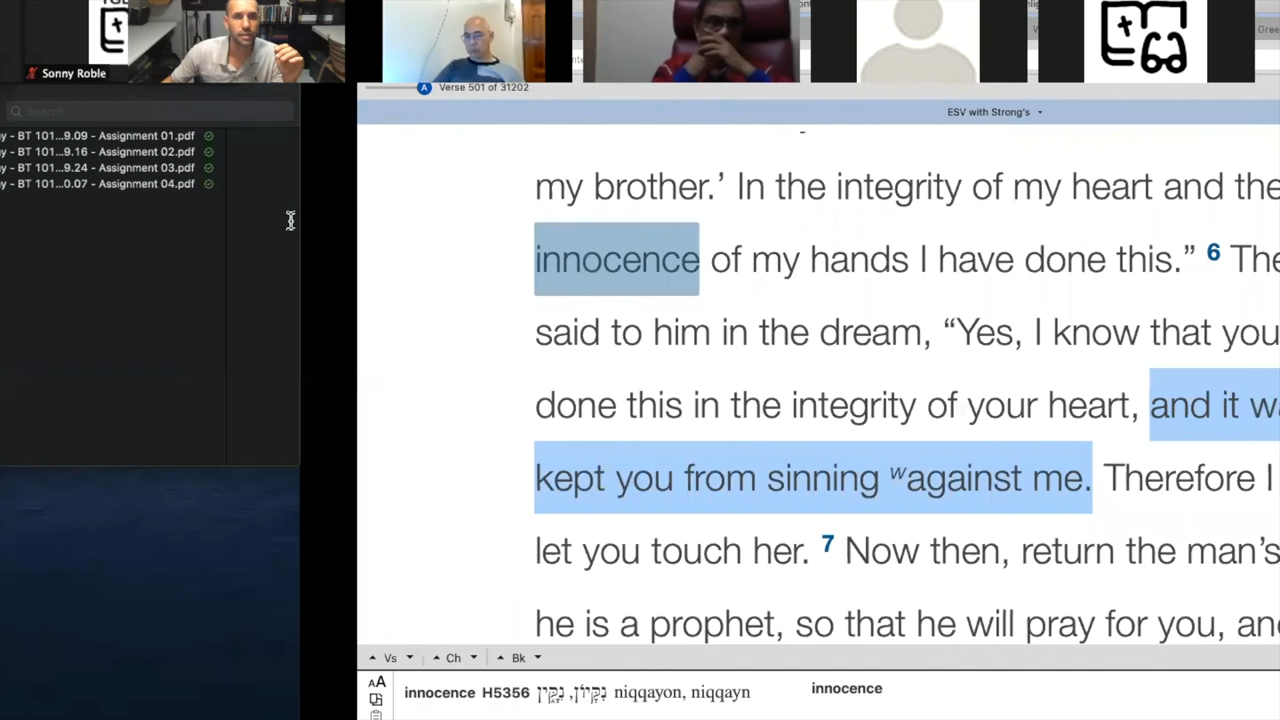 Sonny Roble
Search
y - BT 101...9.09 - Assignment 01.pdf
y - BT 101...9.16 - Assignment 02.pdf
y - BT 101...9.24 - Assignment 03.pdf
y - BT 101...0.07 - Assignment 04.pdf
A Verse 501 of 31202
ESV with Strong's
my brother.’ In the integrity of my heart and the
innocence of my hands I have done this.” 6 The
said to him in the dream, “Yes, I know that you
done this in the integrity of your heart, and it wa
kept you from sinning wagainst me. Therefore I
let you touch her. 7 Now then, return the man’s
he is a prophet, so that he will pray for you, and
Vs Ch Bk
AA
innocence H5356 נִקָּיוֹן, נִקָּיֹן niqqayon, niqqayn innocence